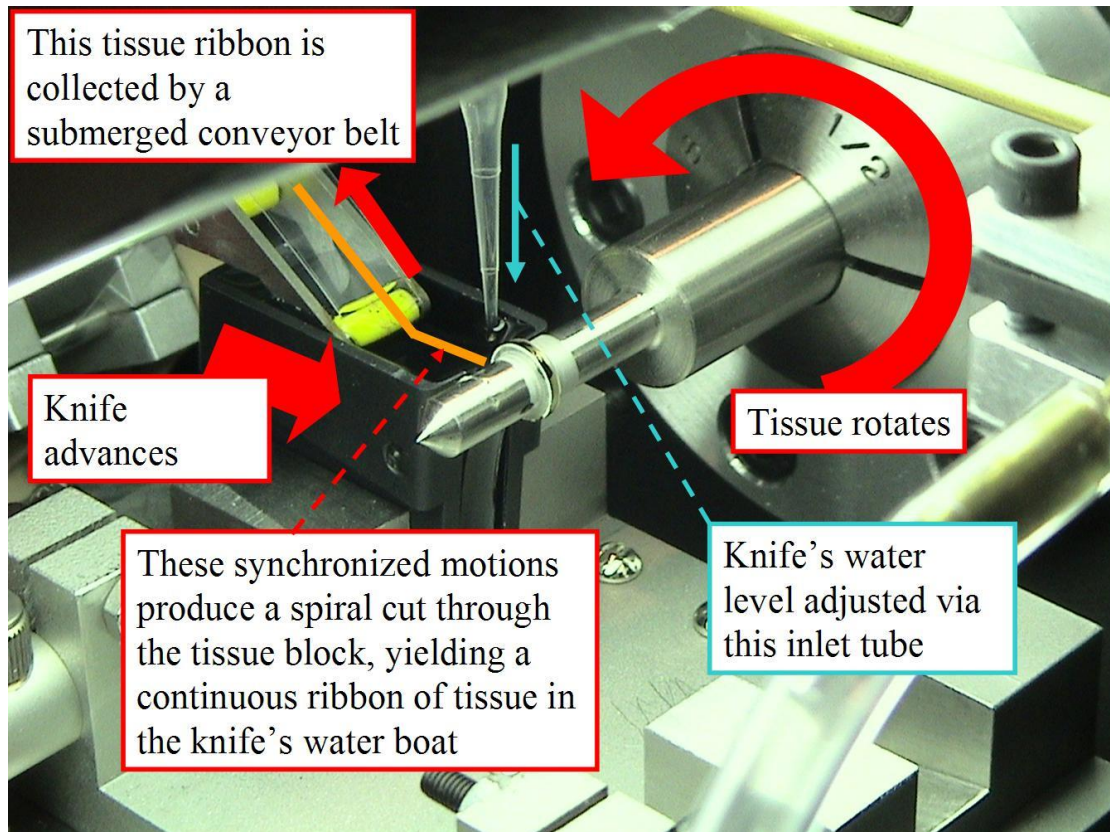 This tissue ribbon is
collected by a
submerged conveyor belt
1/2
8
Knife
advances
Tissue rotates
These synchronized motions
produce a spiral cut through
the tissue block, yielding a
continuous ribbon of tissue in
the knife’s water boat
Knife’s water
level adjusted via
this inlet tube